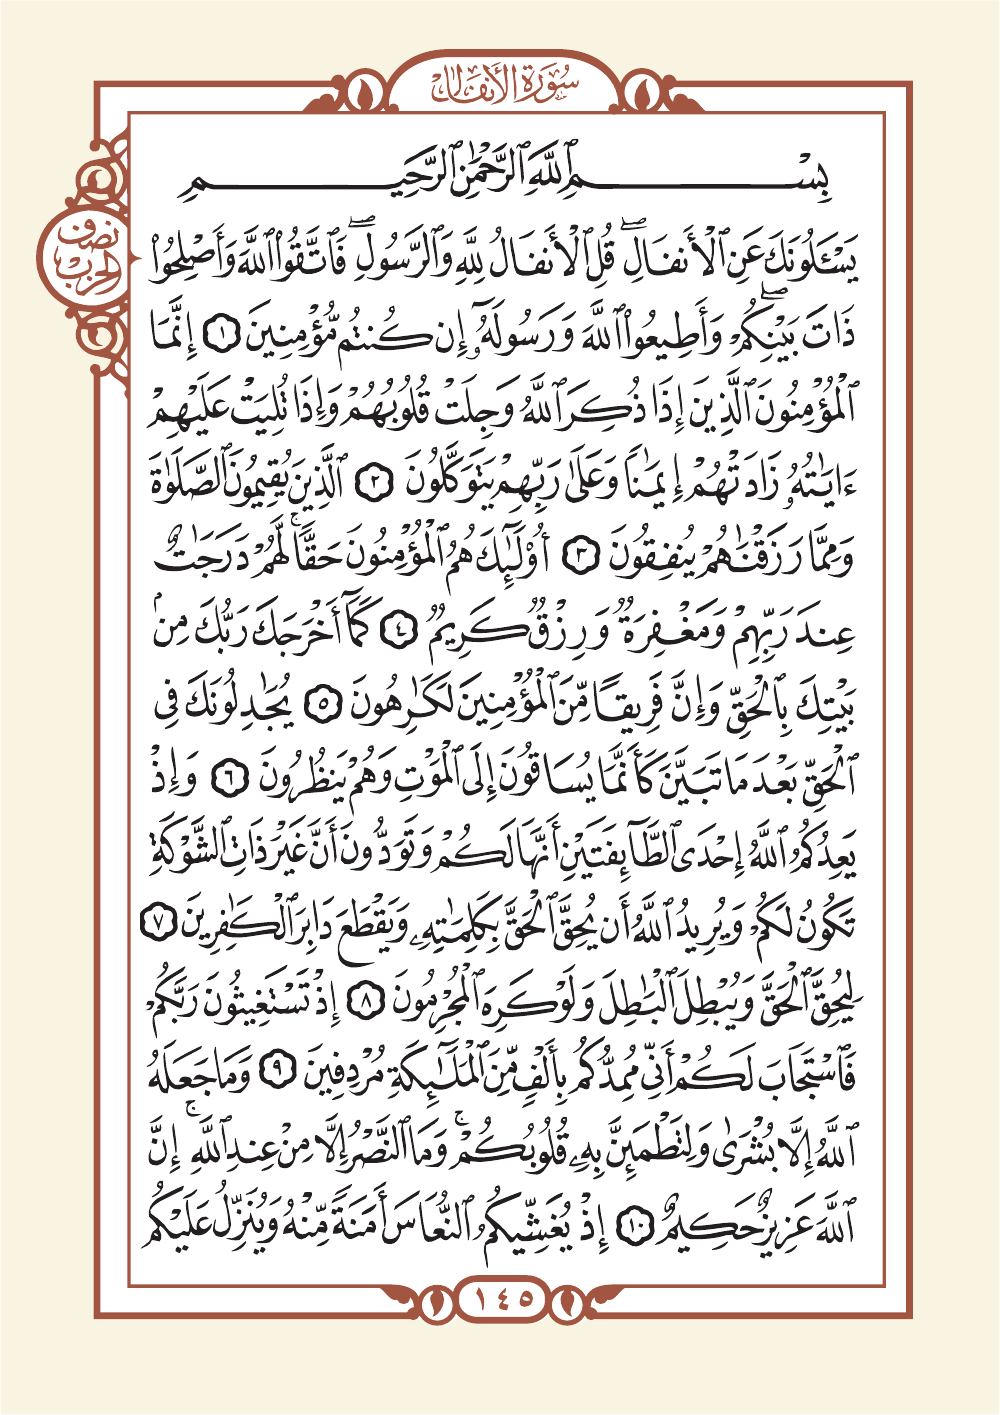 سُورَةُ الأَنفَال
نِصْفُ
الحِزْب
بِسْمِ ٱللَّهِ ٱلرَّحْمَٰنِ ٱلرَّحِيمِ
يَسْـَٔلُونَكَ عَنِ ٱلْأَنفَالِۖ قُلِ ٱلْأَنفَالُ لِلَّهِ وَٱلرَّسُولِۖ فَٱتَّقُوا۟ ٱللَّهَ وَأَصْلِحُوا۟
ذَاتَ بَيْنِكُمْۖ وَأَطِيعُوا۟ ٱللَّهَ وَرَسُولَهُۥٓ إِن كُنتُم مُّؤْمِنِينَ ١ إِنَّمَا
ٱلْمُؤْمِنُونَ ٱلَّذِينَ إِذَا ذُكِرَ ٱللَّهُ وَجِلَتْ قُلُوبُهُمْ وَإِذَا تُلِيَتْ عَلَيْهِمْ
ءَايَٰتُهُۥ زَادَتْهُمْ إِيمَٰنًا وَعَلَىٰ رَبِّهِمْ يَتَوَكَّلُونَ ٢ ٱلَّذِينَ يُقِيمُونَ ٱلصَّلَوٰةَ
وَمِمَّا رَزَقْنَٰهُمْ يُنفِقُونَ ٣ أُو۟لَٰٓئِكَ هُمُ ٱلْمُؤْمِنُونَ حَقًّاۚ لَّهُمْ دَرَجَٰتٌ
عِندَ رَبِّهِمْ وَمَغْفِرَةٌ وَرِزْقٌ كَرِيمٌ ٤ كَمَآ أَخْرَجَكَ رَبُّكَ مِنۢ
بَيْتِكَ بِٱلْحَقِّ وَإِنَّ فَرِيقًا مِّنَ ٱلْمُؤْمِنِينَ لَكَٰرِهُونَ ٥ يُجَٰدِلُونَكَ فِى
ٱلْحَقِّ بَعْدَ مَا تَبَيَّنَ كَأَنَّمَا يُسَاقُونَ إِلَى ٱلْمَوْتِ وَهُمْ يَنظُرُونَ ٦ وَإِذْ
يَعِدُكُمُ ٱللَّهُ إِحْدَى ٱلطَّآئِفَتَيْنِ أَنَّهَا لَكُمْ وَتَوَدُّونَ أَنَّ غَيْرَ ذَاتِ ٱلشَّوْكَةِ
تَكُونُ لَكُمْ وَيُرِيدُ ٱللَّهُ أَن يُحِقَّ ٱلْحَقَّ بِكَلِمَٰتِهِۦ وَيَقْطَعَ دَابِرَ ٱلْكَٰفِرِينَ ٧
لِيُحِقَّ ٱلْحَقَّ وَيُبْطِلَ ٱلْبَٰطِلَ وَلَوْ كَرِهَ ٱلْمُجْرِمُونَ ٨ إِذْ تَسْتَغِيثُونَ رَبَّكُمْ
فَٱسْتَجَابَ لَكُمْ أَنِّى مُمِدُّكُم بِأَلْفٍ مِّنَ ٱلْمَلَٰٓئِكَةِ مُرْدِفِينَ ٩ وَمَا جَعَلَهُ
ٱللَّهُ إِلَّا بُشْرَىٰ وَلِتَطْمَئِنَّ بِهِۦ قُلُوبُكُمْۚ وَمَا ٱلنَّصْرُ إِلَّا مِنْ عِندِ ٱللَّهِۚ إِنَّ
ٱللَّهَ عَزِيزٌ حَكِيمٌ ١٠ إِذْ يُغَشِّيكُمُ ٱلنُّعَاسَ أَمَنَةً مِّنْهُ وَيُنَزِّلُ عَلَيْكُم
١٤٥